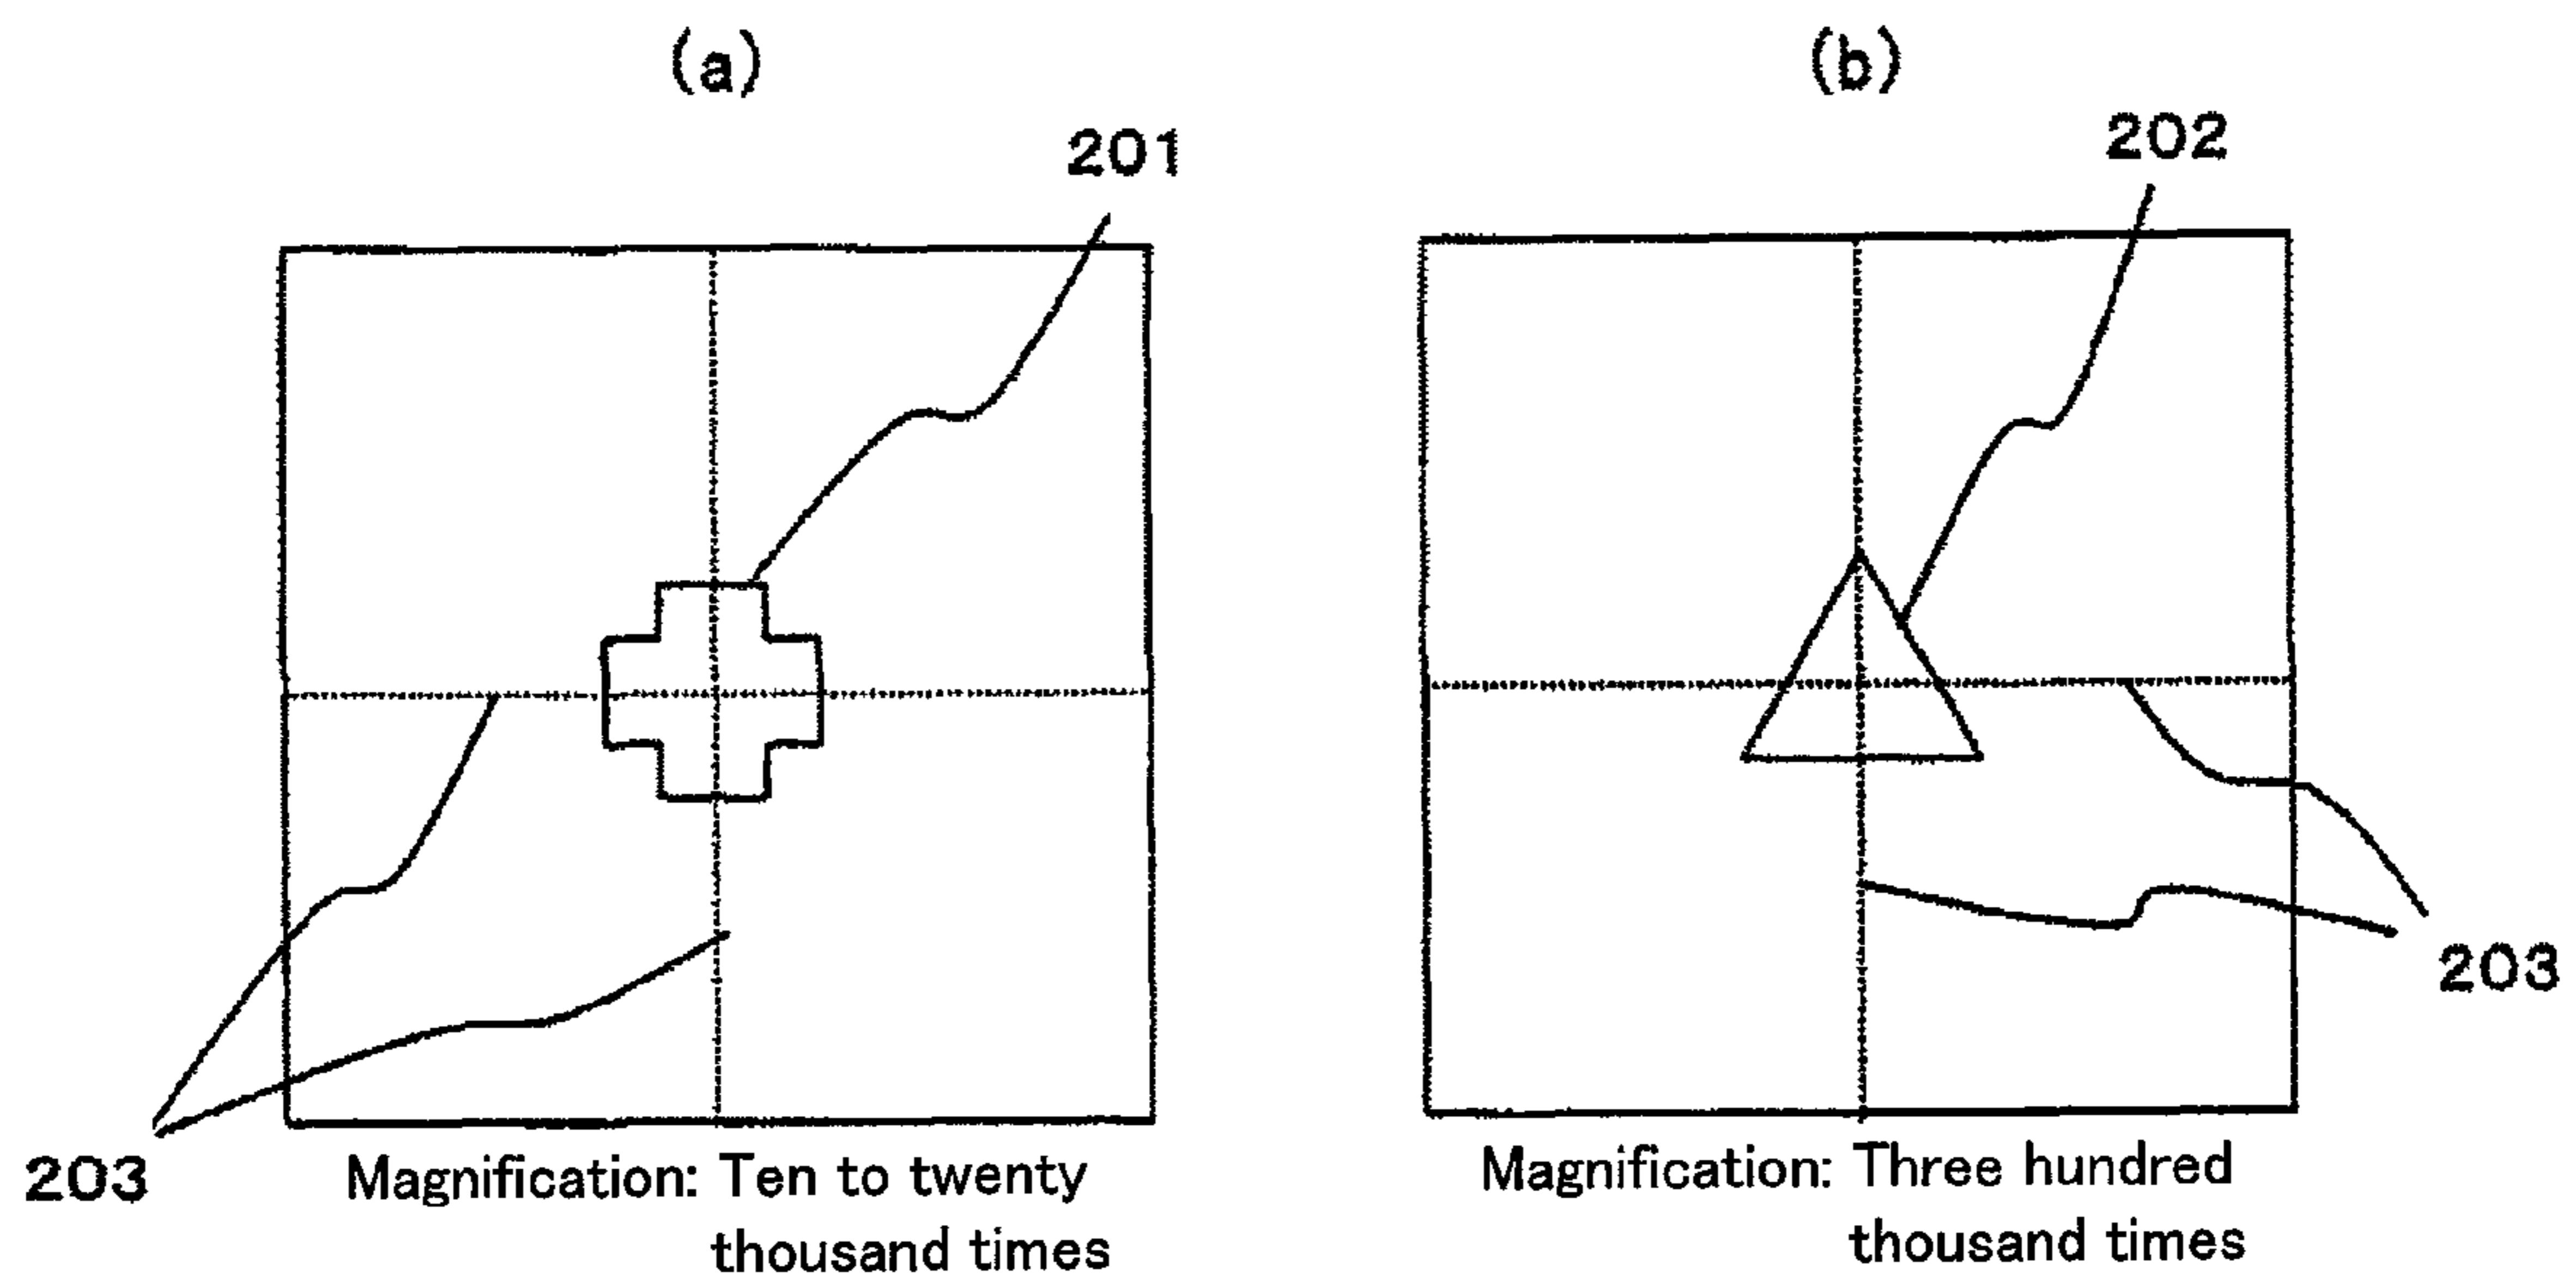 (a)
(b)
201
202
203
203
Magnification: Ten to twenty
thousand times
Magnification: Three hundred
thousand times